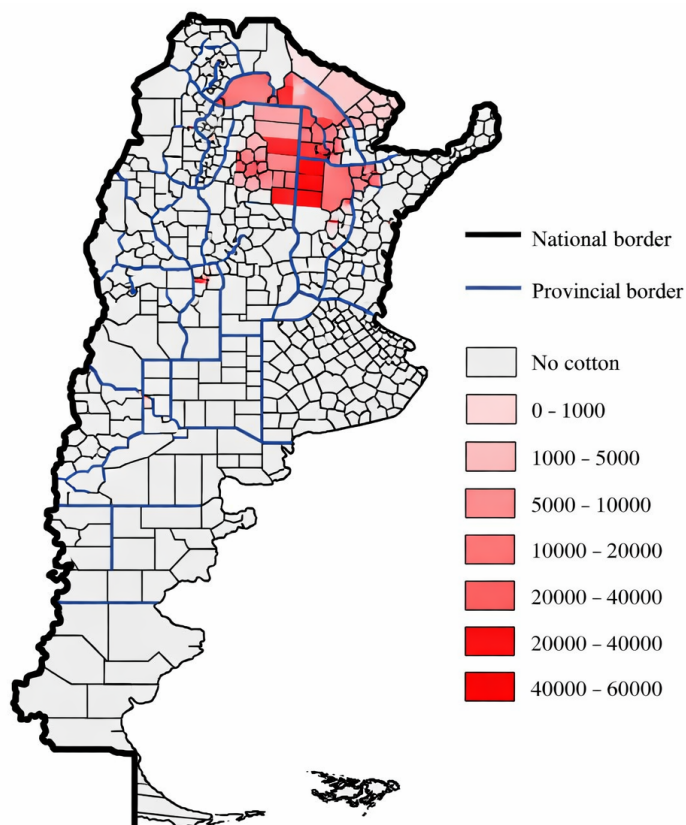 National border
Provincial border
No cotton
0 – 1000
1000 – 5000
5000 – 10000
10000 – 20000
20000 – 40000
20000 – 40000
40000 – 60000